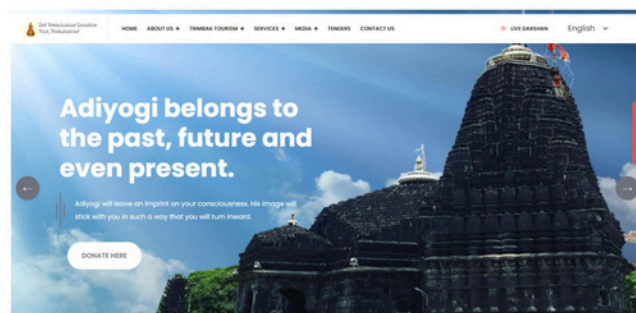 Shri Trimbakeshwar Devasthan
Trust, Trimbakeshwar
HOME ABOUT US + TRIMBAK TOURISM + SERVICES + MEDIA + TENDERS CONTACT US
LIVE DARSHAN
English
Adiyogi belongs to
the past, future and
even present.
Adiyogi will leave an imprint on your consciousness. His image will
stick with you in such a way that you will turn inward.
DONATE HERE